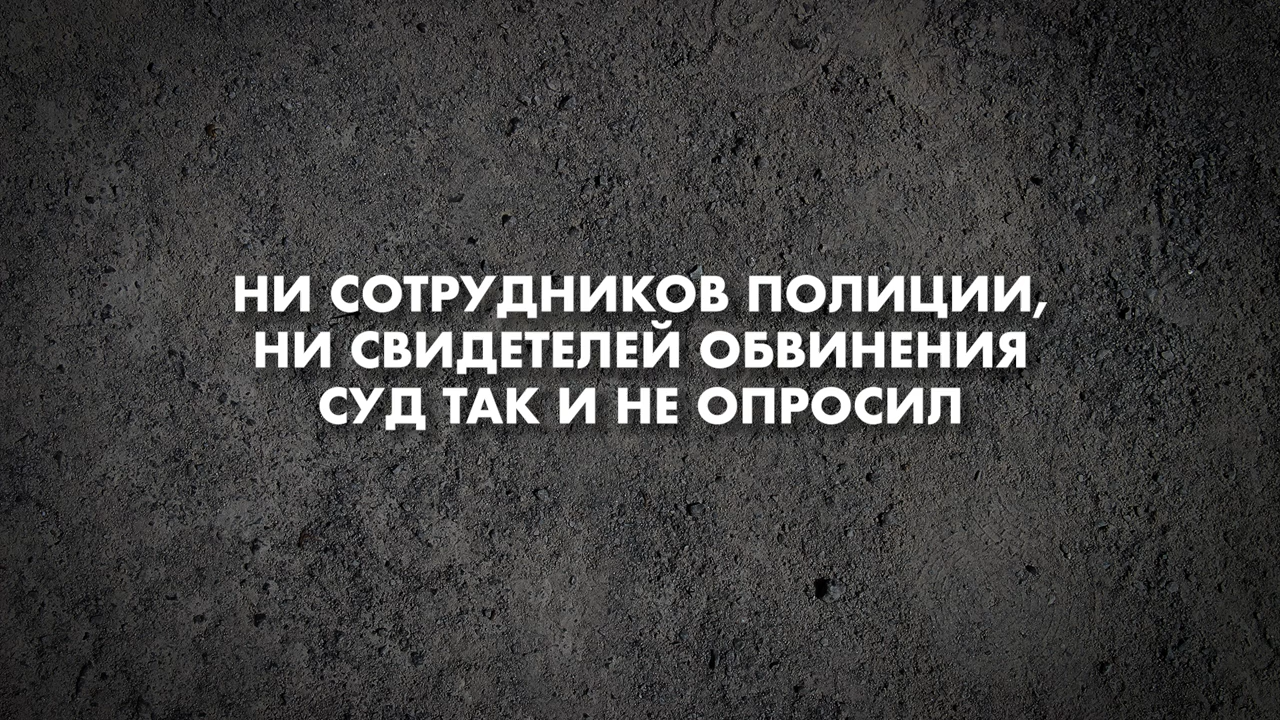 НИ СОТРУДНИКОВ ПОЛИЦИИ,
НИ СВИДЕТЕЛЕЙ ОБВИНЕНИЯ
СУД ТАК И НЕ ОПРОСИЛ